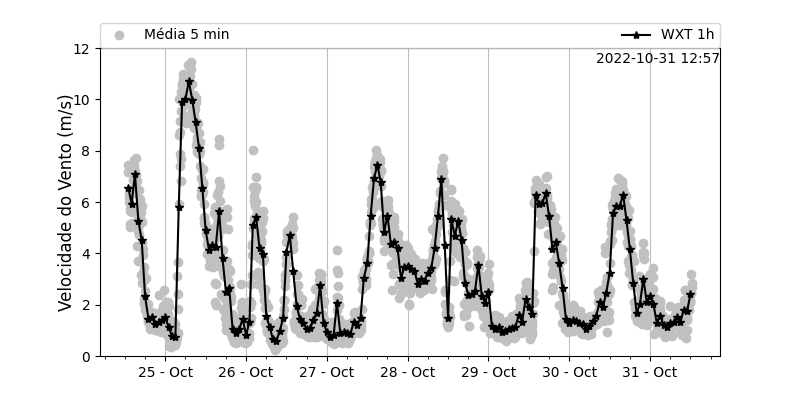 Média 5 min
WXT 1h
2022-10-31 12:57
Velocidade do Vento (m/s)
12
10
8
6
4
2
0
25 - Oct
26 - Oct
27 - Oct
28 - Oct
29 - Oct
30 - Oct
31 - Oct